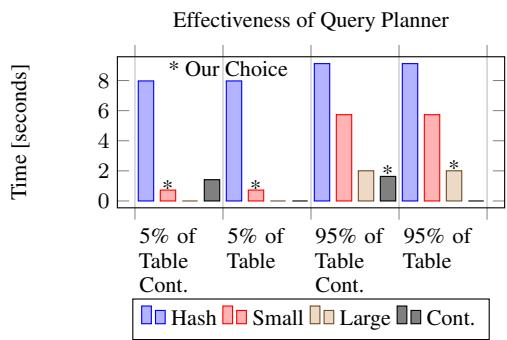 Effectiveness of Query Planner
* Our Choice
Time [seconds]
8
6
4
2
0
*
*
*
*
5% of
Table
Cont.
5% of
Table
95% of
Table
Cont.
95% of
Table
Hash Small Large Cont.